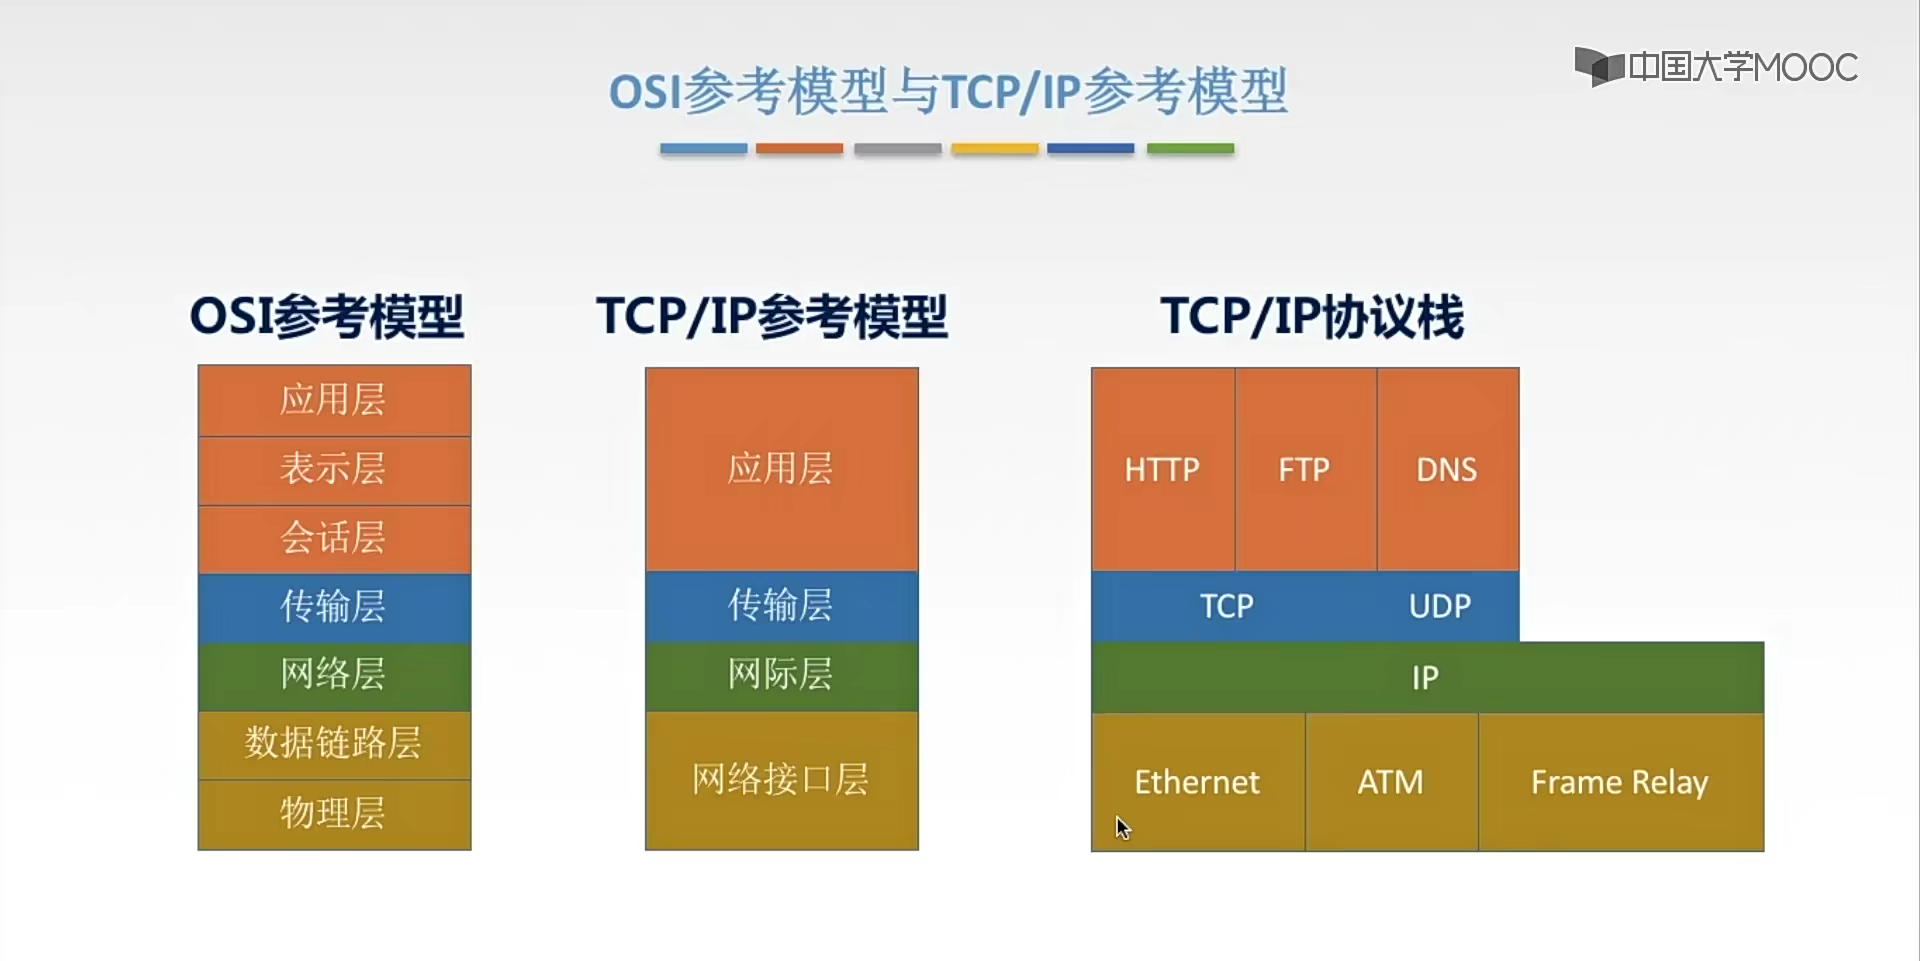 中国大学MOOC
OSI参考模型与TCP/IP参考模型
OSI参考模型
应用层
表示层
会话层
传输层
网络层
数据链路层
物理层
TCP/IP参考模型
应用层
传输层
网际层
网络接口层
TCP/IP协议栈
HTTP FTP DNS
TCP UDP
IP
Ethernet ATM Frame Relay